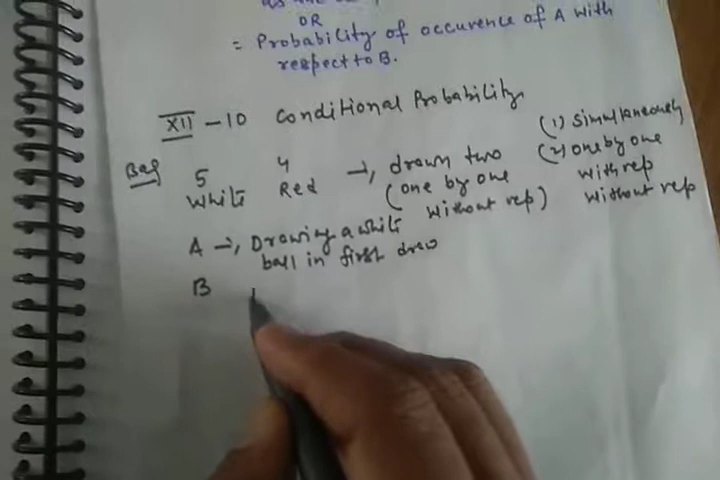 OR
= Probability of occurence of A with
respect to B.
XII - 10 Conditional Probability
Bag 5 White 4 Red → drawn two (1) simultaneously
(one by one without rep) (2) one by one
with rep
without rep
A → Drawing a white
ball in first draw
B